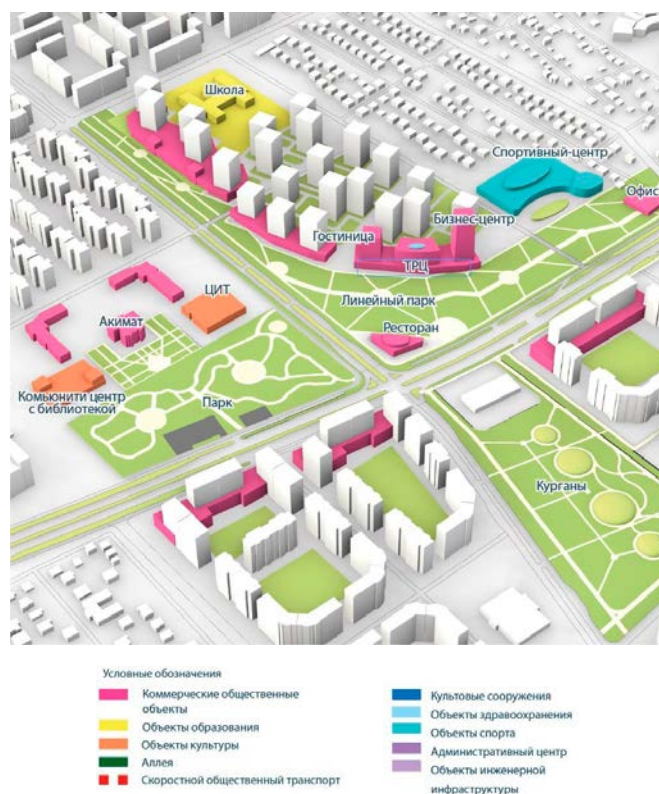 Школа
Спортивный-центр
Офис
Бизнес-центр
Гостиница
ТРЦ
ЦИТ
Линейный парк
Акимат
Ресторан
Комьюнити центр
с библиотекой
Парк
Курганы
Условные обозначения
Коммерческие общественные
объекты
Объекты образования
Объекты культуры
Аллея
Скоростной общественный транспорт
Культовые сооружения
Объекты здравоохранения
Объекты спорта
Административный центр
Объекты инженерной
инфраструктуры